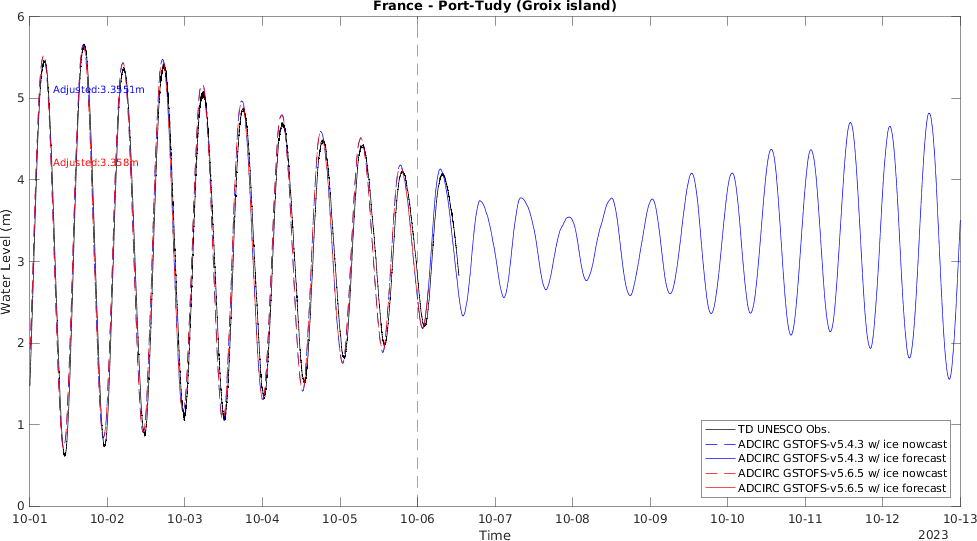 France - Port-Tudy (Groix island)
6
5
4
3
2
1
0
Water Level (m)
Adjusted:3.3551m
Adjusted:3.358m
TD UNESCO Obs.
ADCIRC GSTOFS-v5.4.3 w/ ice nowcast
ADCIRC GSTOFS-v5.4.3 w/ ice forecast
ADCIRC GSTOFS-v5.6.5 w/ ice nowcast
ADCIRC GSTOFS-v5.6.5 w/ ice forecast
10-01 10-02 10-03 10-04 10-05 10-06 10-07 10-08 10-09 10-10 10-11 10-12 10-13
Time
2023